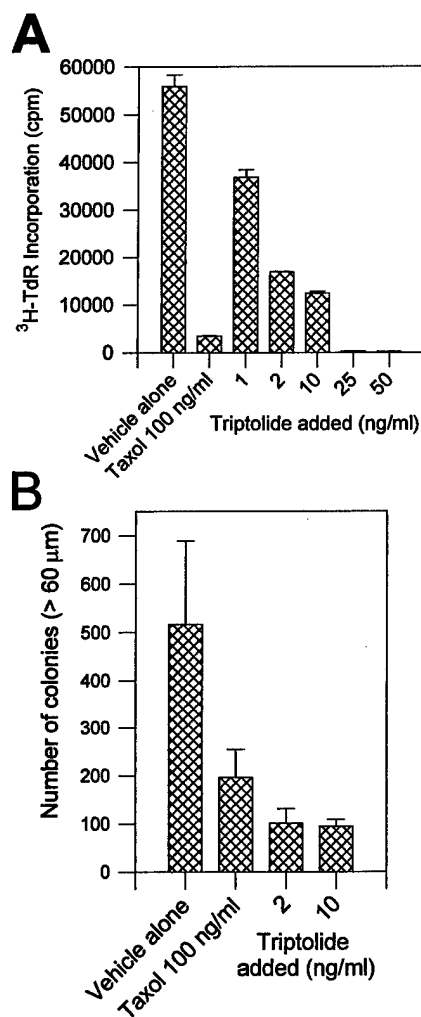 A
60000
50000
40000
30000
20000
10000
0
³H-TdR Incorporation (cpm)
Vehicle alone
Taxol 100 ng/ml
1
2
10
25
50
Triptolide added (ng/ml)
B
700
600
500
400
300
200
100
0
Number of colonies (> 60 μm)
Vehicle alone
Taxol 100 ng/ml
2
10
Triptolide
added (ng/ml)